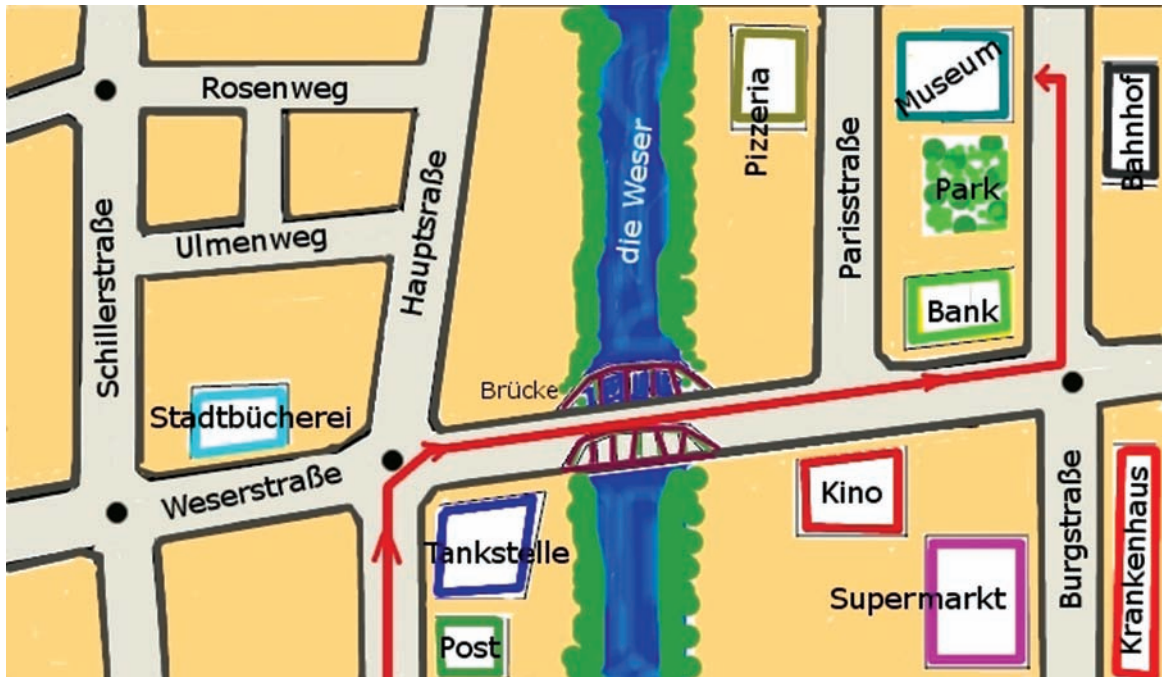 Rosenweg
Ulmenweg
Schillerstraße
Hauptsraße
Stadtbücherei
Weserstraße
Brücke
die Weser
Tankstelle
Post
Pizzeria
Parisstraße
Museum
Park
Bank
Bahnhof
Kino
Supermarkt
Burgstraße
Krankenhaus